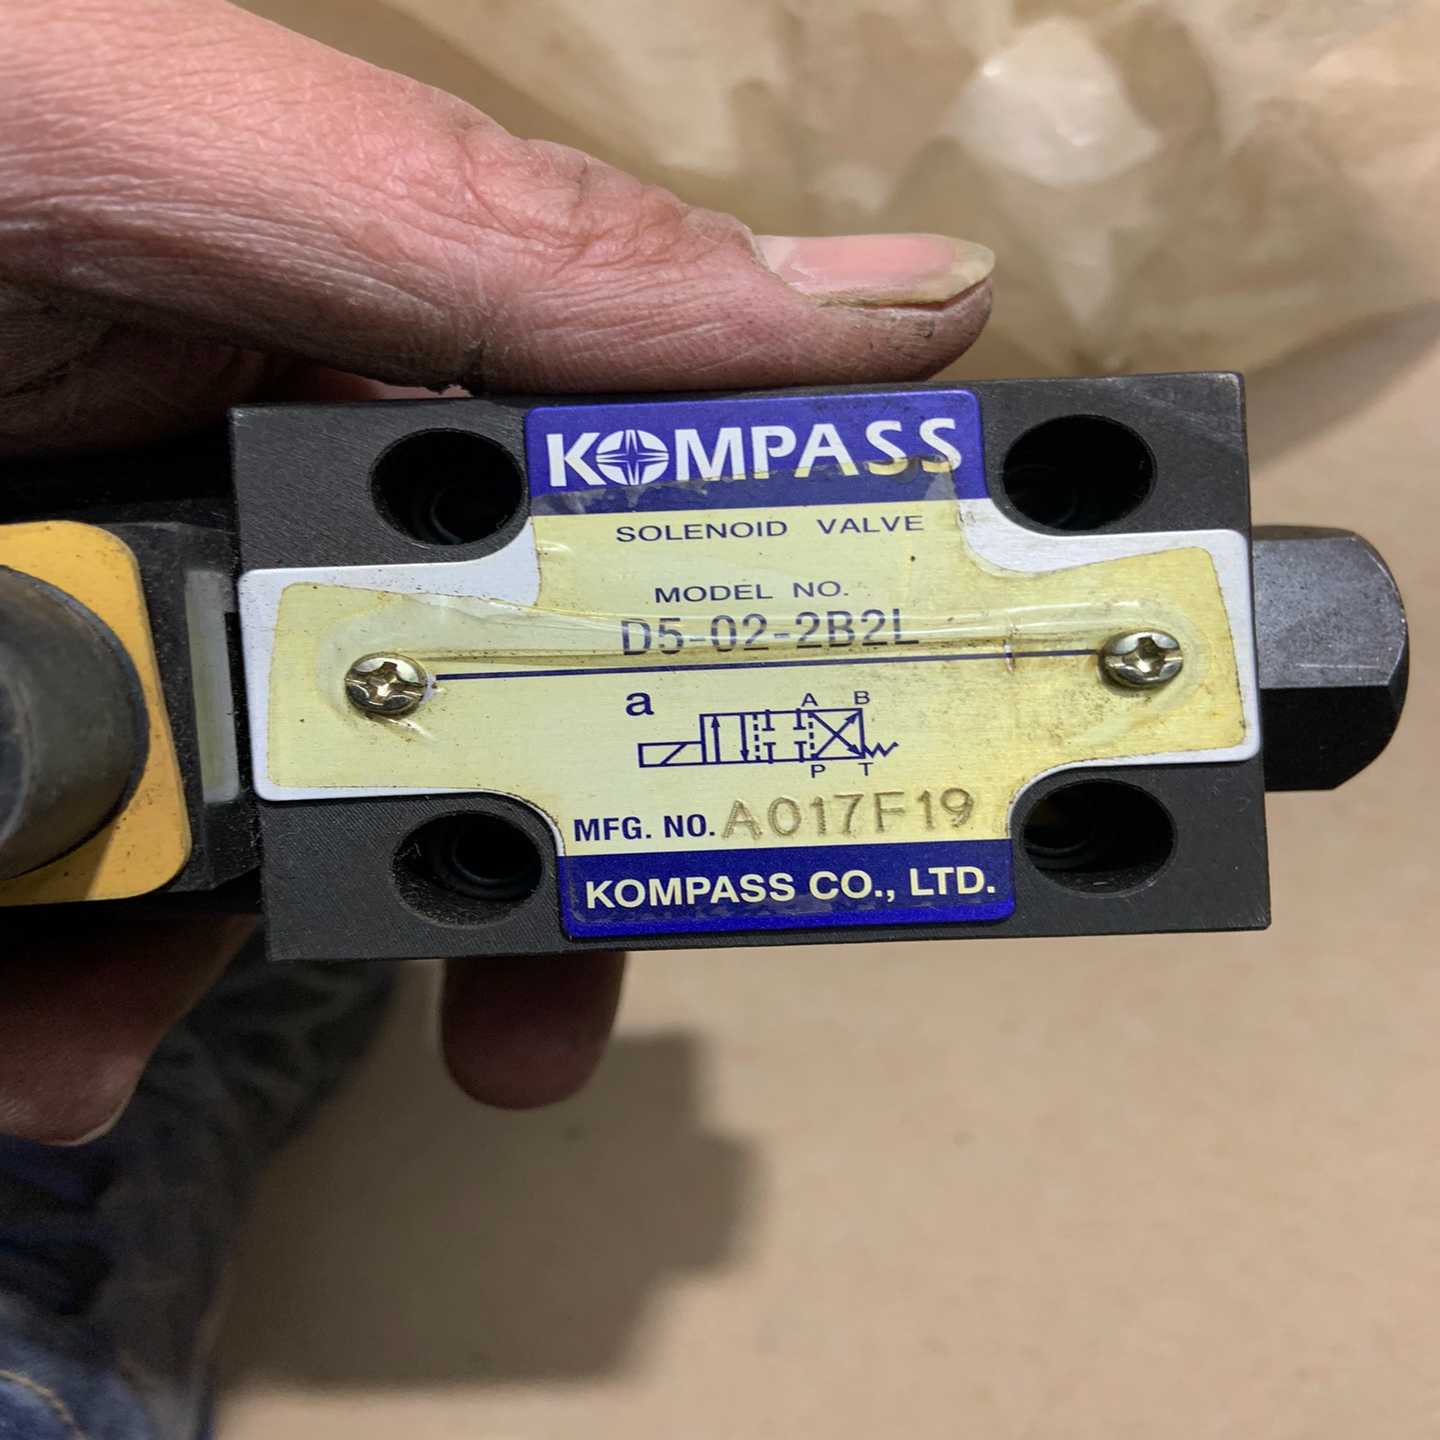 KOMPASS
SOLENOID VALVE
MODEL NO.
D5-02-2B2L
a
A B
P T
MFG. NO. A017F19
KOMPASS CO., LTD.